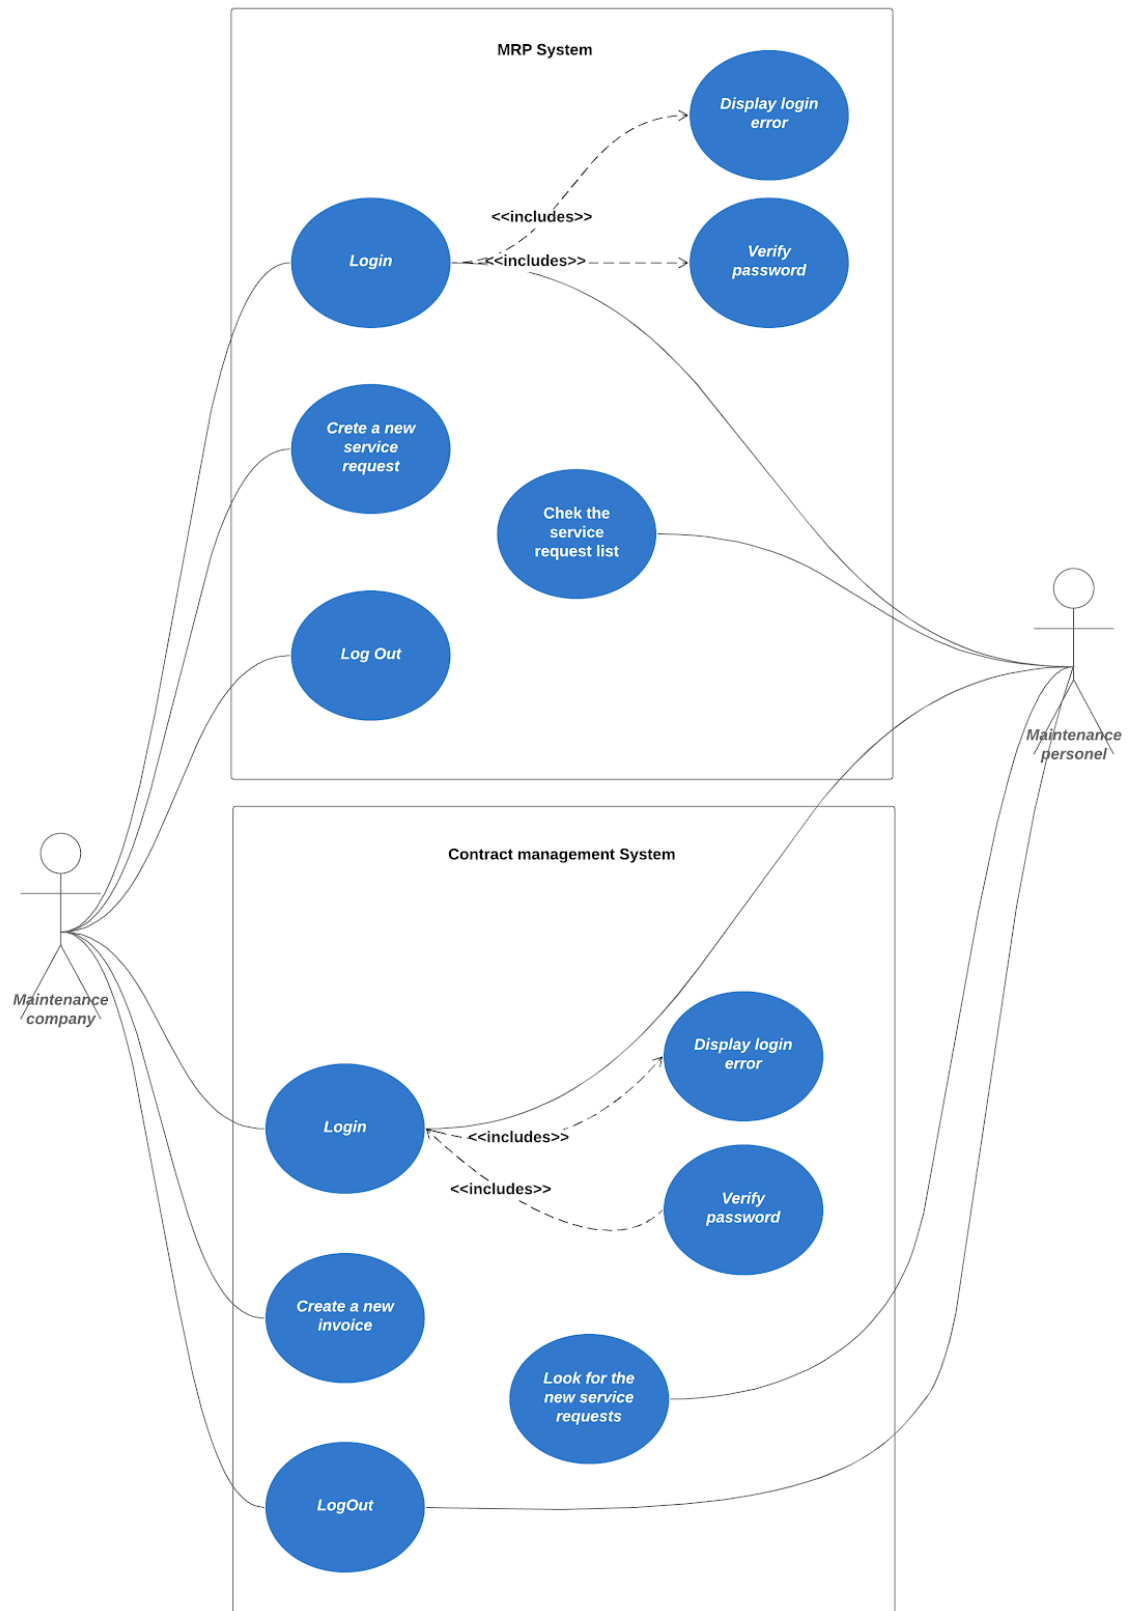 MRP System
Display login
error
<<includes>>
Login
<<includes>>
Verify
password
Crete a new
service
request
Chek the
service
request list
Log Out
Maintenance
personel
Contract management System
Maintenance
company
Display login
error
Login
<<includes>>
<<includes>>
Verify
password
Create a new
invoice
Look for the
new service
requests
LogOut